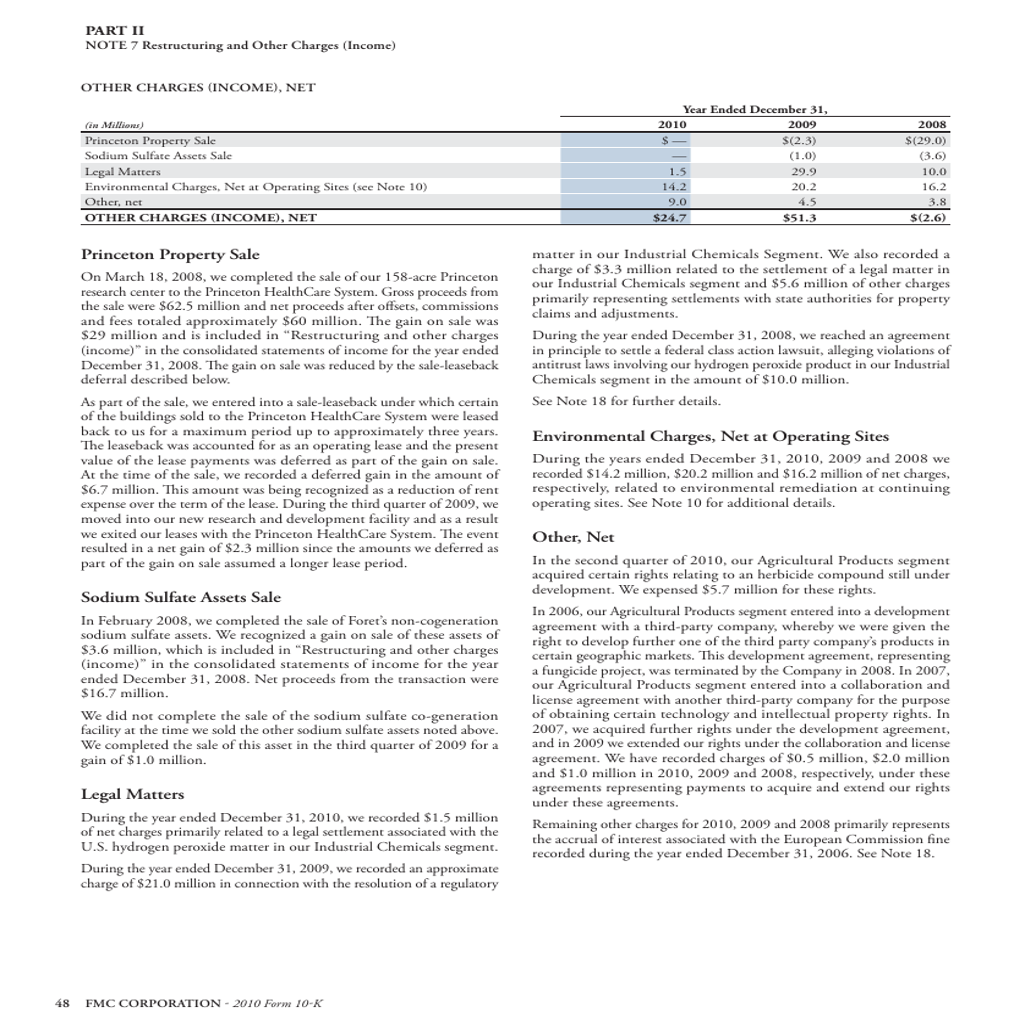 PART II
NOTE 7 Restructuring and Other Charges (Income)
OTHER CHARGES (INCOME), NET
Year Ended December 31,
(in Millions) 2010 2009 2008
Princeton Property Sale $ — $(2.3) $(29.0)
Sodium Sulfate Assets Sale — (1.0) (3.6)
Legal Matters 1.5 29.9 10.0
Environmental Charges, Net at Operating Sites (see Note 10) 14.2 20.2 16.2
Other, net 9.0 4.5 3.8
OTHER CHARGES (INCOME), NET $24.7 $51.3 $(2.6)
Princeton Property Sale
On March 18, 2008, we completed the sale of our 158-acre Princeton
research center to the Princeton HealthCare System. Gross proceeds from
the sale were $62.5 million and net proceeds after offsets, commissions
and fees totaled approximately $60 million. The gain on sale was
$29 million and is included in “Restructuring and other charges
(income)” in the consolidated statements of income for the year ended
December 31, 2008. The gain on sale was reduced by the sale-leaseback
deferral described below.
As part of the sale, we entered into a sale-leaseback under which certain
of the buildings sold to the Princeton HealthCare System were leased
back to us for a maximum period up to approximately three years.
The leaseback was accounted for as an operating lease and the present
value of the lease payments was deferred as part of the gain on sale.
At the time of the sale, we recorded a deferred gain in the amount of
$6.7 million. This amount was being recognized as a reduction of rent
expense over the term of the lease. During the third quarter of 2009, we
moved into our new research and development facility and as a result
we exited our leases with the Princeton HealthCare System. The event
resulted in a net gain of $2.3 million since the amounts we deferred as
part of the gain on sale assumed a longer lease period.
Sodium Sulfate Assets Sale
In February 2008, we completed the sale of Foret’s non-cogeneration
sodium sulfate assets. We recognized a gain on sale of these assets of
$3.6 million, which is included in “Restructuring and other charges
(income)” in the consolidated statements of income for the year
ended December 31, 2008. Net proceeds from the transaction were
$16.7 million.
We did not complete the sale of the sodium sulfate co-generation
facility at the time we sold the other sodium sulfate assets noted above.
We completed the sale of this asset in the third quarter of 2009 for a
gain of $1.0 million.
Legal Matters
During the year ended December 31, 2010, we recorded $1.5 million
of net charges primarily related to a legal settlement associated with the
U.S. hydrogen peroxide matter in our Industrial Chemicals segment.
During the year ended December 31, 2009, we recorded an approximate
charge of $21.0 million in connection with the resolution of a regulatory
matter in our Industrial Chemicals Segment. We also recorded a
charge of $3.3 million related to the settlement of a legal matter in
our Industrial Chemicals segment and $5.6 million of other charges
primarily representing settlements with state authorities for property
claims and adjustments.
During the year ended December 31, 2008, we reached an agreement
in principle to settle a federal class action lawsuit, alleging violations of
antitrust laws involving our hydrogen peroxide product in our Industrial
Chemicals segment in the amount of $10.0 million.
See Note 18 for further details.
Environmental Charges, Net at Operating Sites
During the years ended December 31, 2010, 2009 and 2008 we
recorded $14.2 million, $20.2 million and $16.2 million of net charges,
respectively, related to environmental remediation at continuing
operating sites. See Note 10 for additional details.
Other, Net
In the second quarter of 2010, our Agricultural Products segment
acquired certain rights relating to an herbicide compound still under
development. We expensed $5.7 million for these rights.
In 2006, our Agricultural Products segment entered into a development
agreement with a third-party company, whereby we were given the
right to develop further one of the third party company’s products in
certain geographic markets. This development agreement, representing
a fungicide project, was terminated by the Company in 2008. In 2007,
our Agricultural Products segment entered into a collaboration and
license agreement with another third-party company for the purpose
of obtaining certain technology and intellectual property rights. In
2007, we acquired further rights under the development agreement,
and in 2009 we extended our rights under the collaboration and license
agreement. We have recorded charges of $0.5 million, $2.0 million
and $1.0 million in 2010, 2009 and 2008, respectively, under these
agreements representing payments to acquire and extend our rights
under these agreements.
Remaining other charges for 2010, 2009 and 2008 primarily represents
the accrual of interest associated with the European Commission fine
recorded during the year ended December 31, 2006. See Note 18.
48 FMC CORPORATION - 2010 Form 10-K